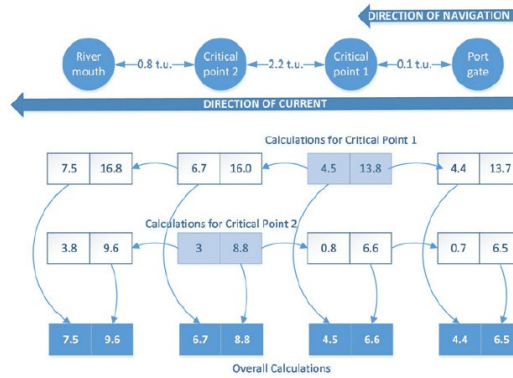 DIRECTION OF NAVIGATION
River mouth
0.8 t.u.
Critical point 2
2.2 t.u.
Critical point 1
0.1 t.u.
Port gate
DIRECTION OF CURRENT
Calculations for Critical Point 1
7.5 16.8
6.7 16.0
4.5 13.8
4.4 13.7
Calculations for Critical Point 2
3.8 9.6
3 8.8
0.8 6.6
0.7 6.5
7.5 9.6
6.7 8.8
4.5 6.6
4.4 6.5
Overall Calculations